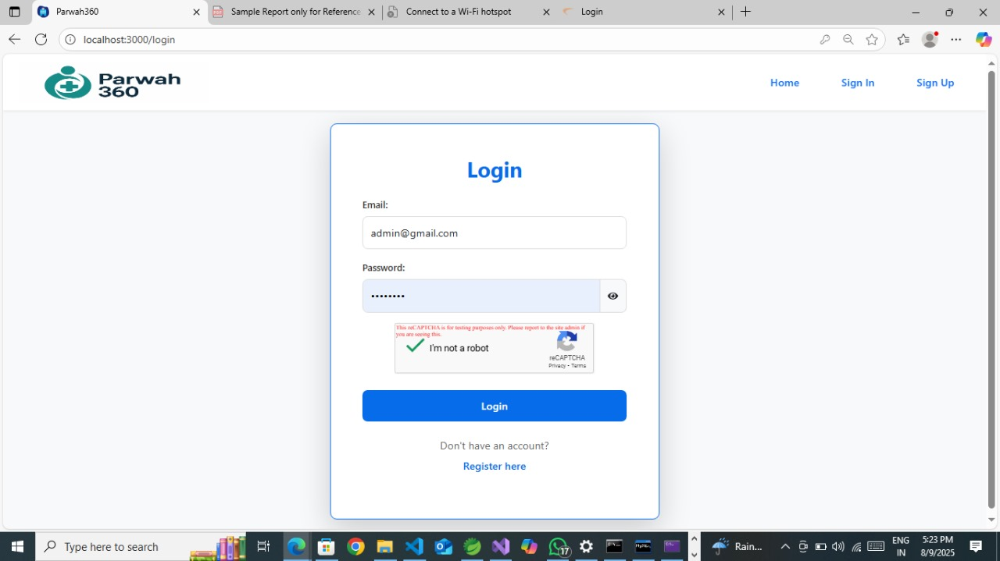 Parwah360
Sample Report only for Reference
Connect to a Wi-Fi hotspot
Login
localhost:3000/login
Parwah
360
Home
Sign In
Sign Up
Login
Email:
admin@gmail.com
Password:
This reCAPTCHA is for testing purposes only. Please report to the site admin if
you are seeing this.
I'm not a robot
reCAPTCHA
Privacy - Terms
Login
Don't have an account?
Register here
Type here to search
17
Rain...
ENG
IN
5:23 PM
8/9/2025